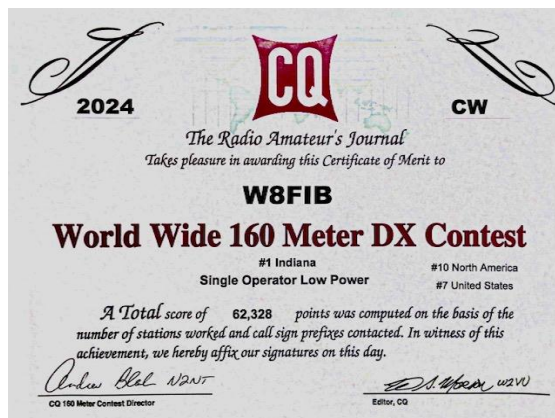 2024
CQ
CW
The Radio Amateur's Journal
Takes pleasure in awarding this Certificate of Merit to
W8FIB
World Wide 160 Meter DX Contest
#1 Indiana
Single Operator Low Power
#10 North America
#7 United States
A Total score of 62,328 points was computed on the basis of the
number of stations worked and call sign prefixes contacted. In witness of this
achievement, we hereby affix our signatures on this day.
N2NT
W2VU
CQ 160 Meter Contest Director
Editor, CQ